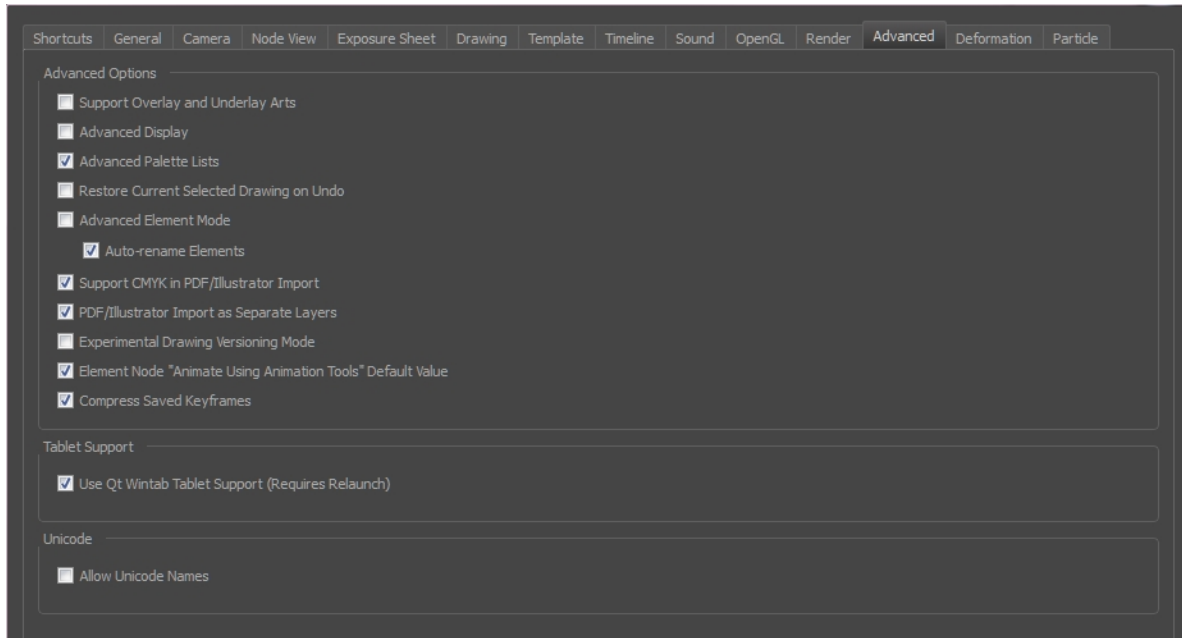 Shortcuts General Camera Node View Exposure Sheet Drawing Template Timeline Sound OpenGL Render Advanced Deformation Particle
Advanced Options
Support Overlay and Underlay Arts
Advanced Display
Advanced Palette Lists
Restore Current Selected Drawing on Undo
Advanced Element Mode
Auto-rename Elements
Support CMYK in PDF/Illustrator Import
PDF/Illustrator Import as Separate Layers
Experimental Drawing Versioning Mode
Element Node "Animate Using Animation Tools" Default Value
Compress Saved Keyframes
Tablet Support
Use Qt Wintab Tablet Support (Requires Relaunch)
Unicode
Allow Unicode Names